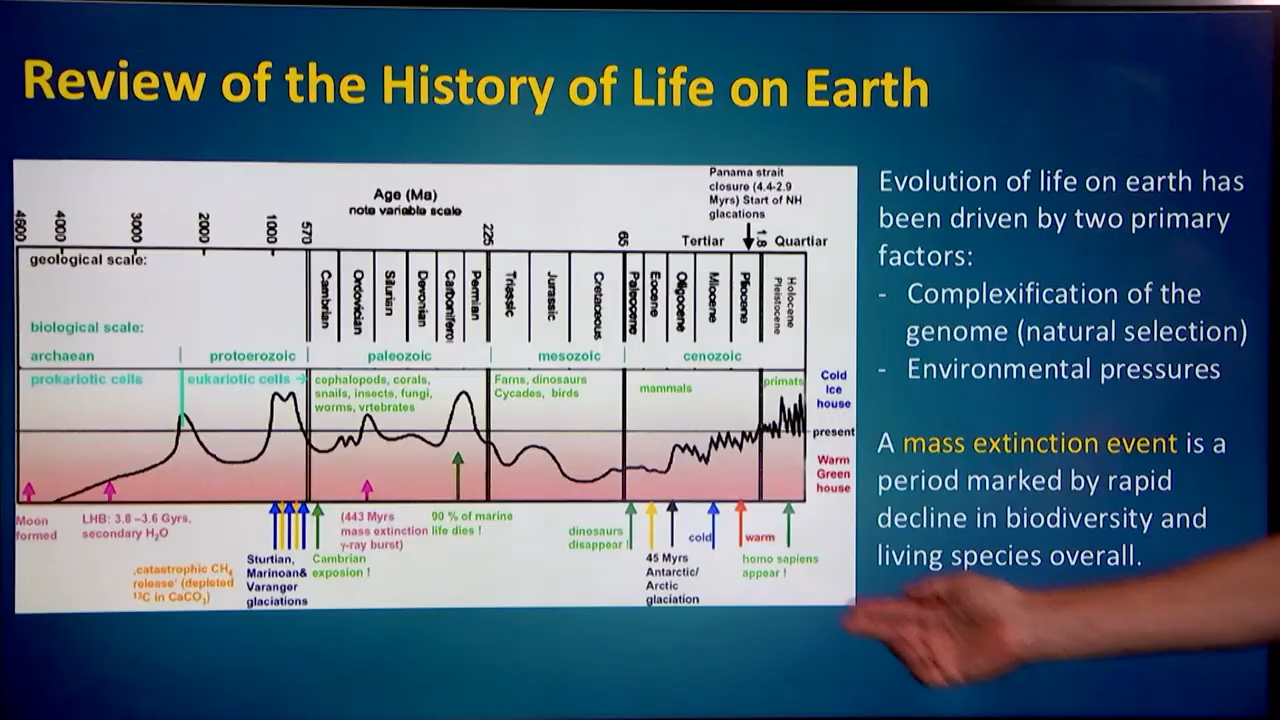 Review of the History of Life on Earth
Panama strait
closure (4.4-2.9
Myrs) Start of NH
glacations
Age (Ma)
note variable scale
4600
4000
3000
2000
1000
570
225
65
1.8
Tertiar
Quartiar
geological scale:
Cambrian
Ordovician
Silurian
Devonian
Carbonifero
Permian
Triassic
Jurassic
Cretaceous
Paleocene
Eocene
Oligocene
Miocene
Pliocene
Pleistocene
Holocene
biological scale:
archaean
protoerozoic
paleozoic
mesozoic
cenozoic
prokariotic cells
eukariotic cells
cephalopods, corals,
snails, insects, fungi,
worms, vrtebrates
Farns, dinosaurs
Cycades, birds
mammals
primats
Cold
Ice
house
present
Warm
Green
house
Moon
formed
LHB: 3.8 –3.6 Gyrs,
secondary H₂O
‚catastrophic CH₄
release' (depleted
¹³C in CaCO₃)
Sturtian,
Marinoan&
Varanger
glaciations
Cambrian
exposion !
(443 Myrs
mass extinction
γ-ray burst)
90 % of marine
life dies !
dinosaurs
disappear !
45 Myrs
Antarctic/
Arctic
glaciation
cold
warm
homo sapiens
appear !
Evolution of life on earth has
been driven by two primary
factors:
- Complexification of the
genome (natural selection)
- Environmental pressures
A mass extinction event is a
period marked by rapid
decline in biodiversity and
living species overall.